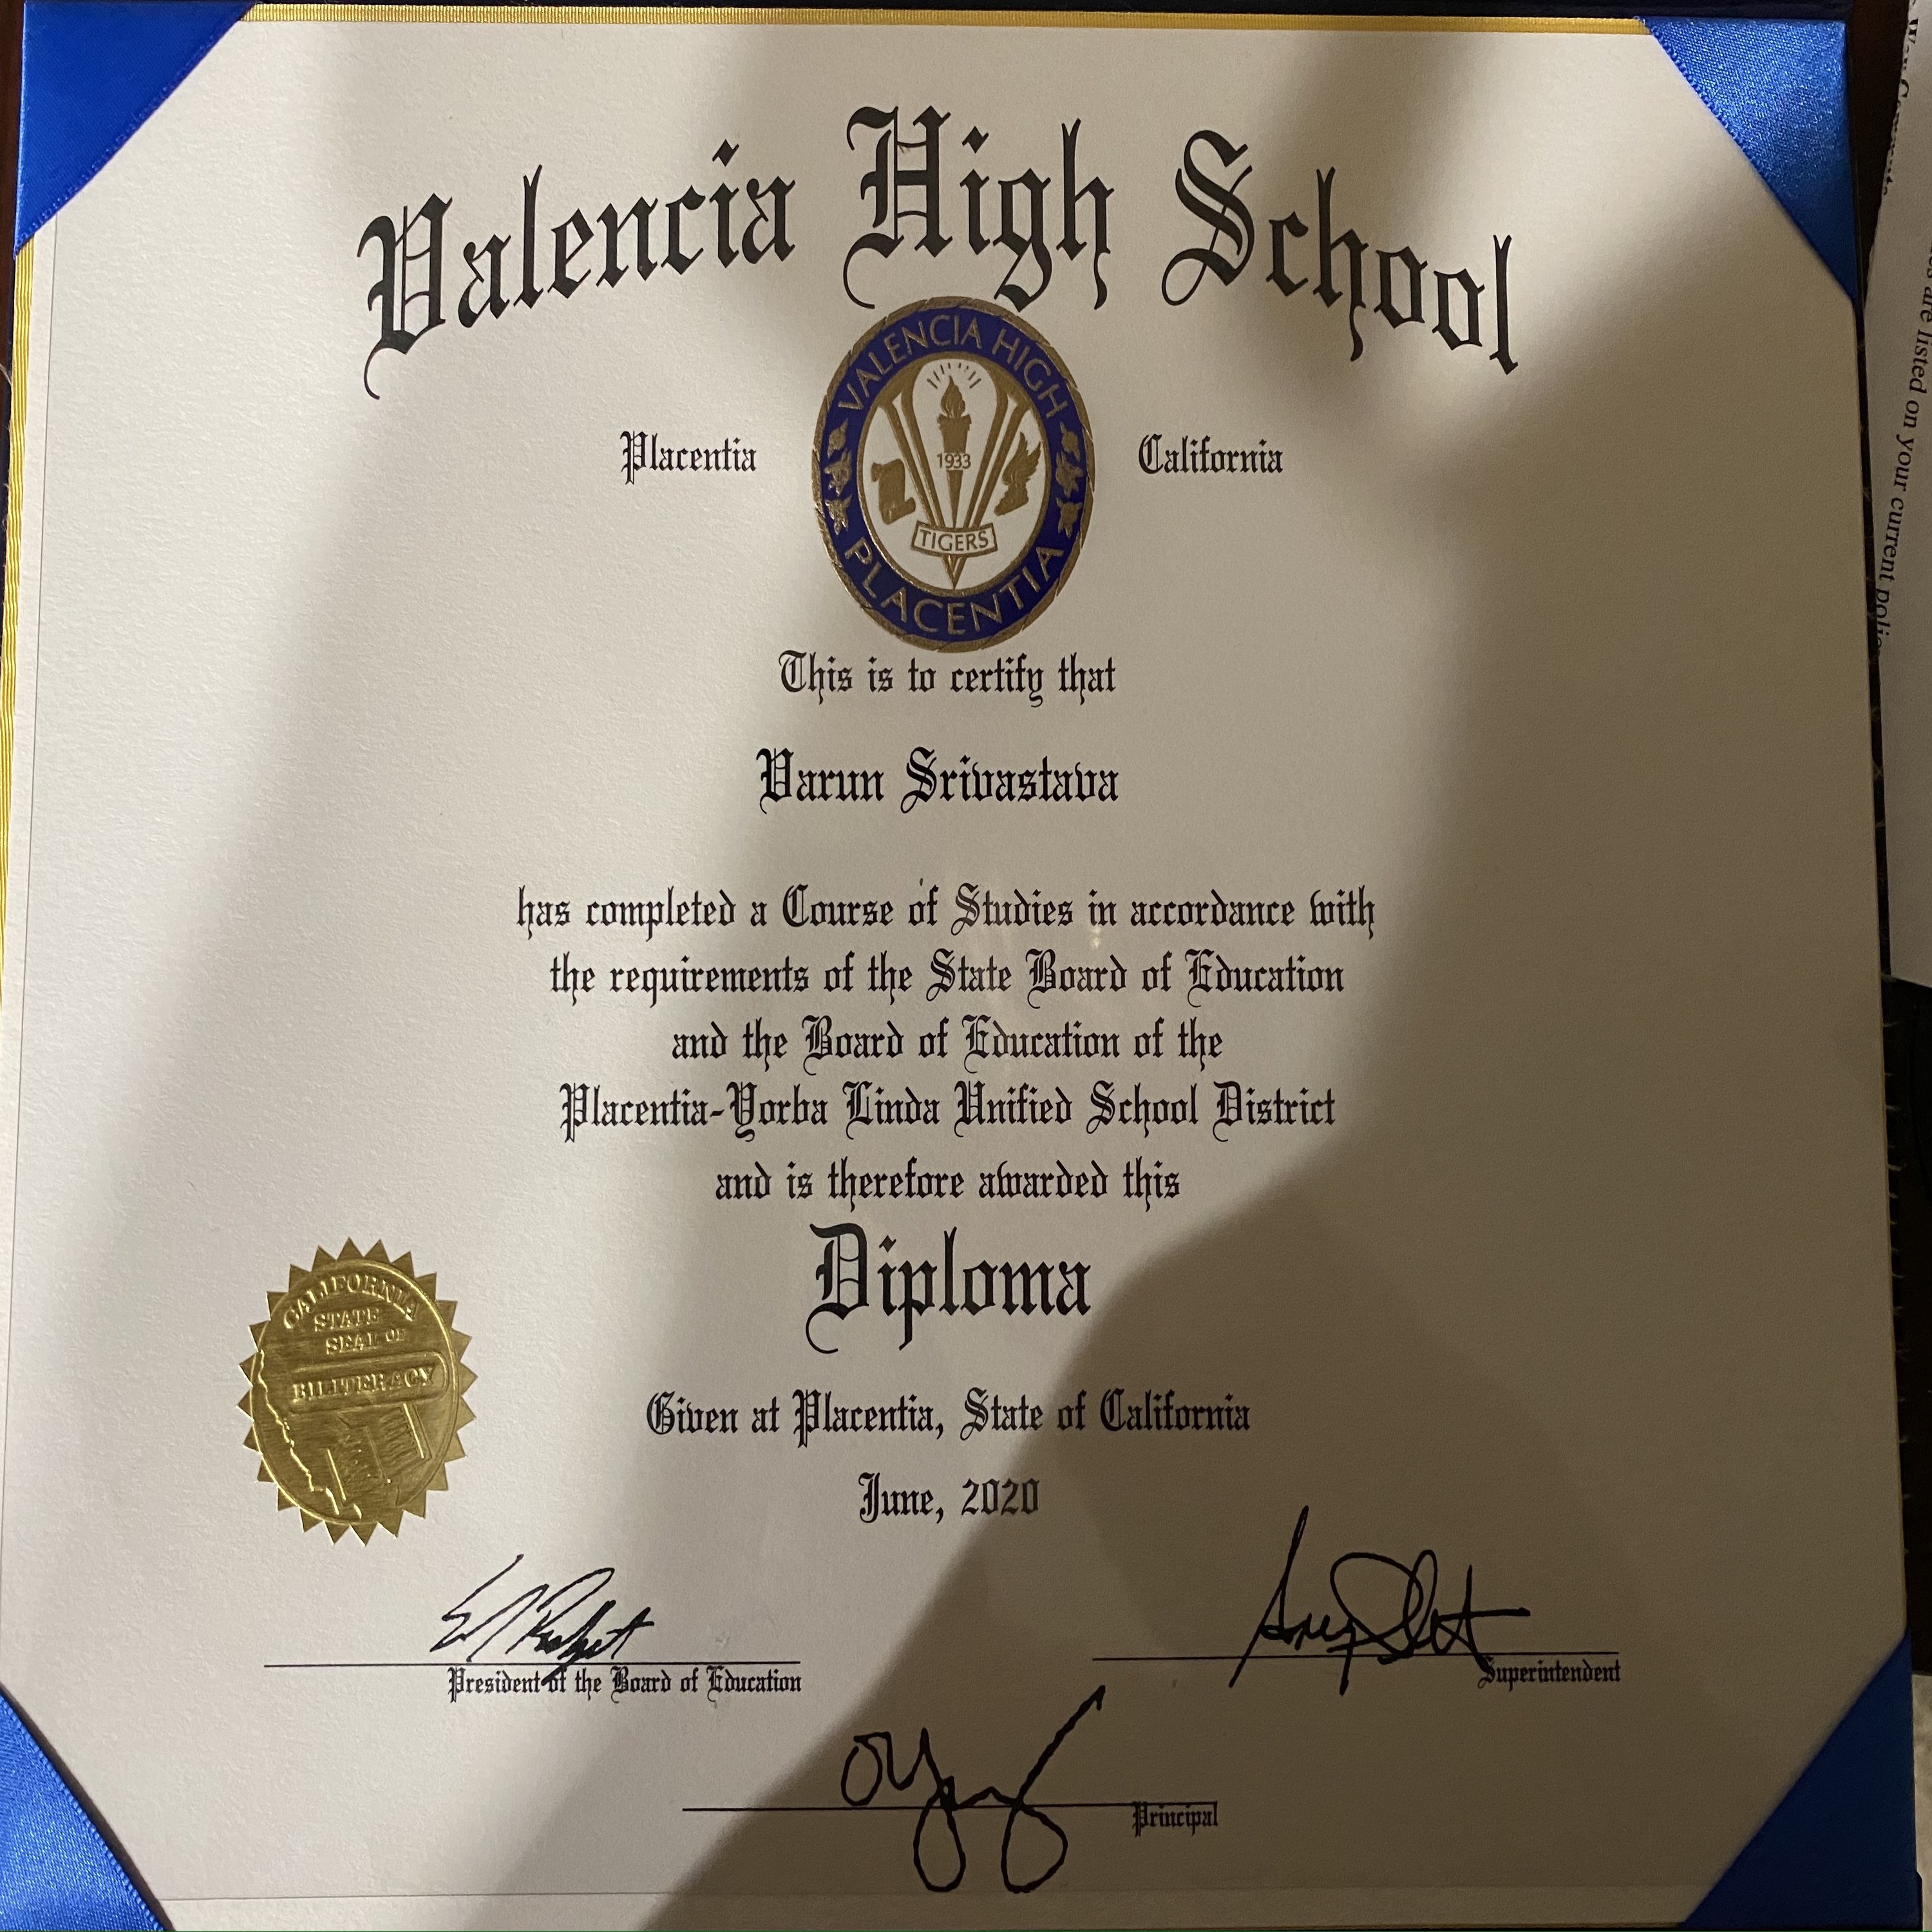 Valencia High School
VALENCIA HIGH
1933
TIGERS
PLACENTIA
Placentia
California
This is to certify that
Varun Srivastava
has completed a Course of Studies in accordance with
the requirements of the State Board of Education
and the Board of Education of the
Placentia-Yorba Linda Unified School District
and is therefore awarded this
Diploma
CALIFORNIA
STATE
SEAL OF
BILITERACY
Given at Placentia, State of California
June, 2020
President of the Board of Education
Superintendent
Principal
are listed on your current